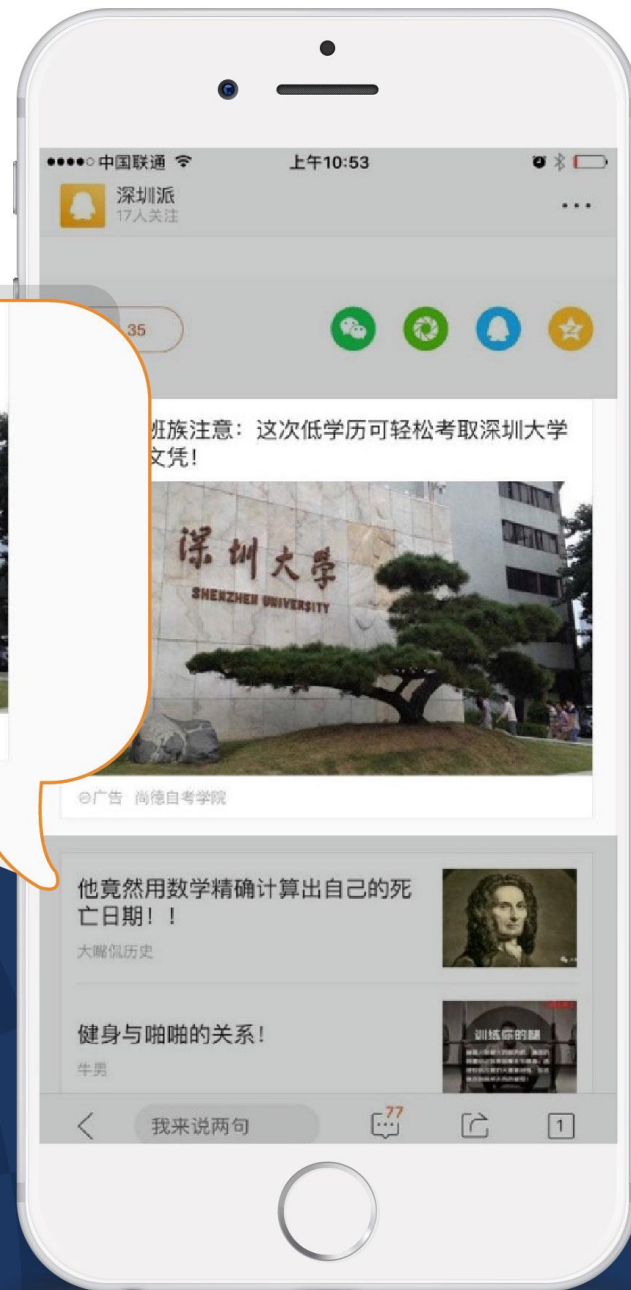 中国联通
上午10:53
深圳派
17人关注
35
班族注意：这次低学历可轻松考取深圳大学
文凭！
深圳大學
SHENZHEN UNIVERSITY
广告 尚德自考学院
他竟然用数学精确计算出自己的死
亡日期！！
大嘴侃历史
健身与啪啪的关系！
牛男
训练你的腿
我来说两句
77
1